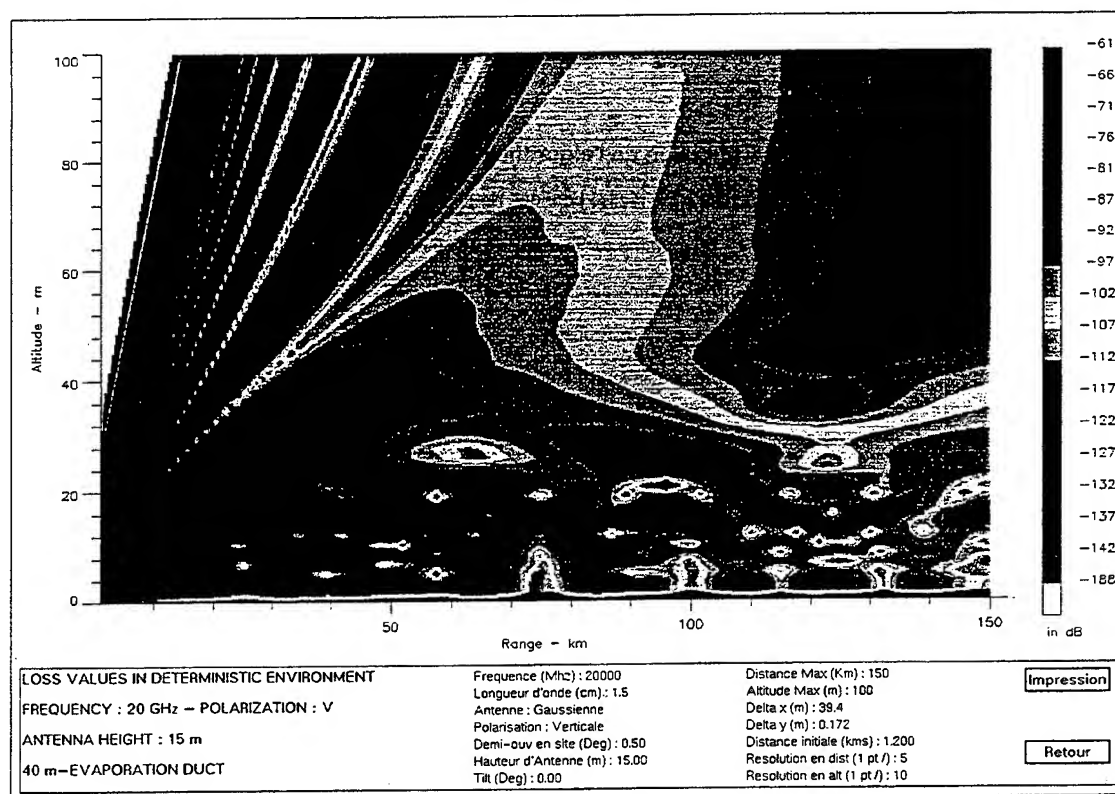 100
80
60
40
20
0
Altitude – m
50
100
150
Range – km
-61
-66
-71
-76
-81
-87
-92
-97
-102
-107
-112
-117
-122
-127
-132
-137
-142
-188
in dB
LOSS VALUES IN DETERMINISTIC ENVIRONMENT
FREQUENCY : 20 GHz – POLARIZATION : V
ANTENNA HEIGHT : 15 m
40 m–EVAPORATION DUCT
Frequence (Mhz) : 20000
Longueur d'onde (cm).: 1.5
Antenne : Gaussienne
Polarisation : Verticale
Demi-ouv en site (Deg) : 0.50
Hauteur d'Antenne (m) : 15.00
Tilt (Deg) : 0.00
Distance Max (Km) : 150
Altitude Max (m) : 100
Delta x (m) : 39.4
Delta y (m) : 0.172
Distance initiale (kms) : 1.200
Resolution en dist (1 pt /) : 5
Resolution en alt (1 pt /) : 10
Impression
Retour